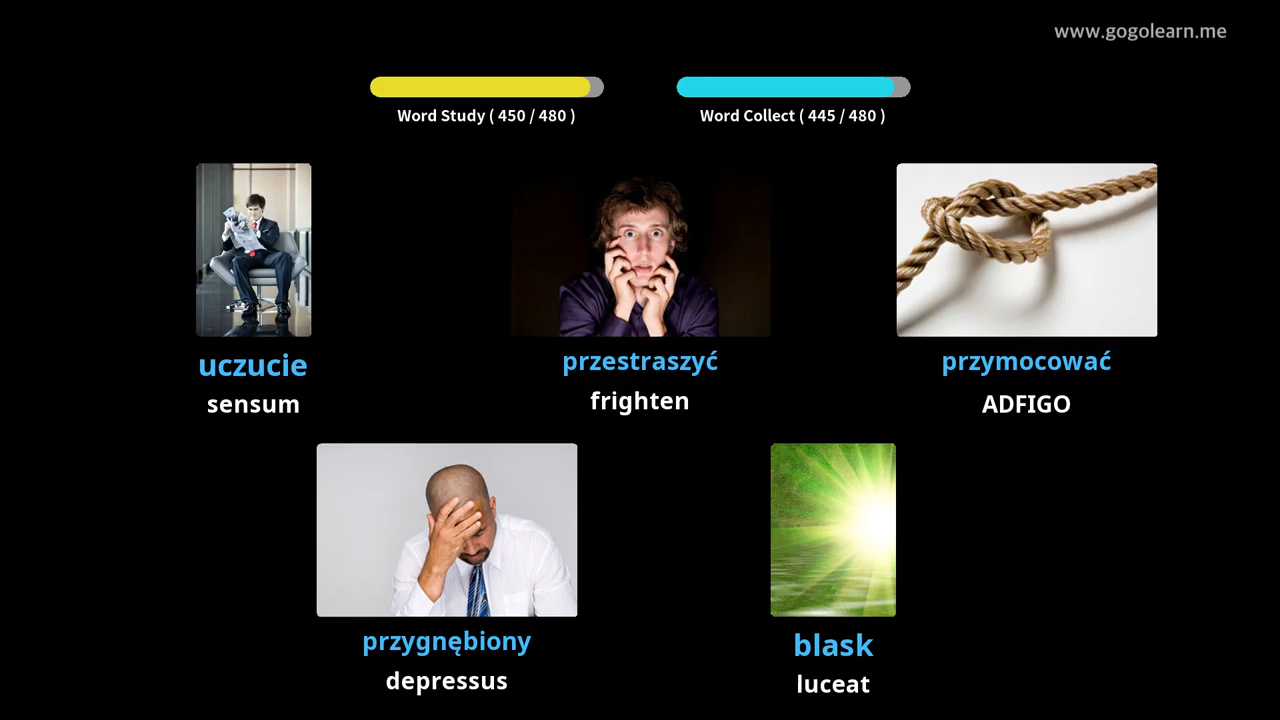 www.gogolearn.me
Word Study ( 450 / 480 )
Word Collect ( 445 / 480 )
uczucie
sensum
przestraszyć
frighten
przymocować
ADFIGO
przygnębiony
depressus
blask
luceat